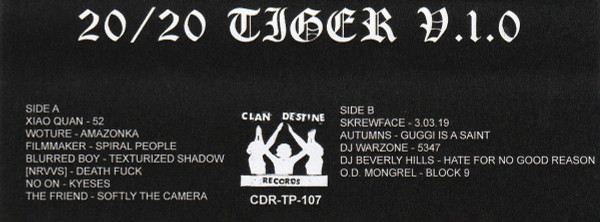 20/20 TIGER V.1.0
SIDE A
XIAO QUAN - 52
WOTURE - AMAZONKA
FILMMAKER - SPIRAL PEOPLE
BLURRED BOY - TEXTURIZED SHADOW
[NRVVS] - DEATH FUCK
NO ON - KYESES
THE FRIEND - SOFTLY THE CAMERA
CLAN DESTINE
RECORDS
CDR-TP-107
SIDE B
SKREWFACE - 3.03.19
AUTUMNS - GUGGI IS A SAINT
DJ WARZONE - 5347
DJ BEVERLY HILLS - HATE FOR NO GOOD REASON
O.D. MONGREL - BLOCK 9